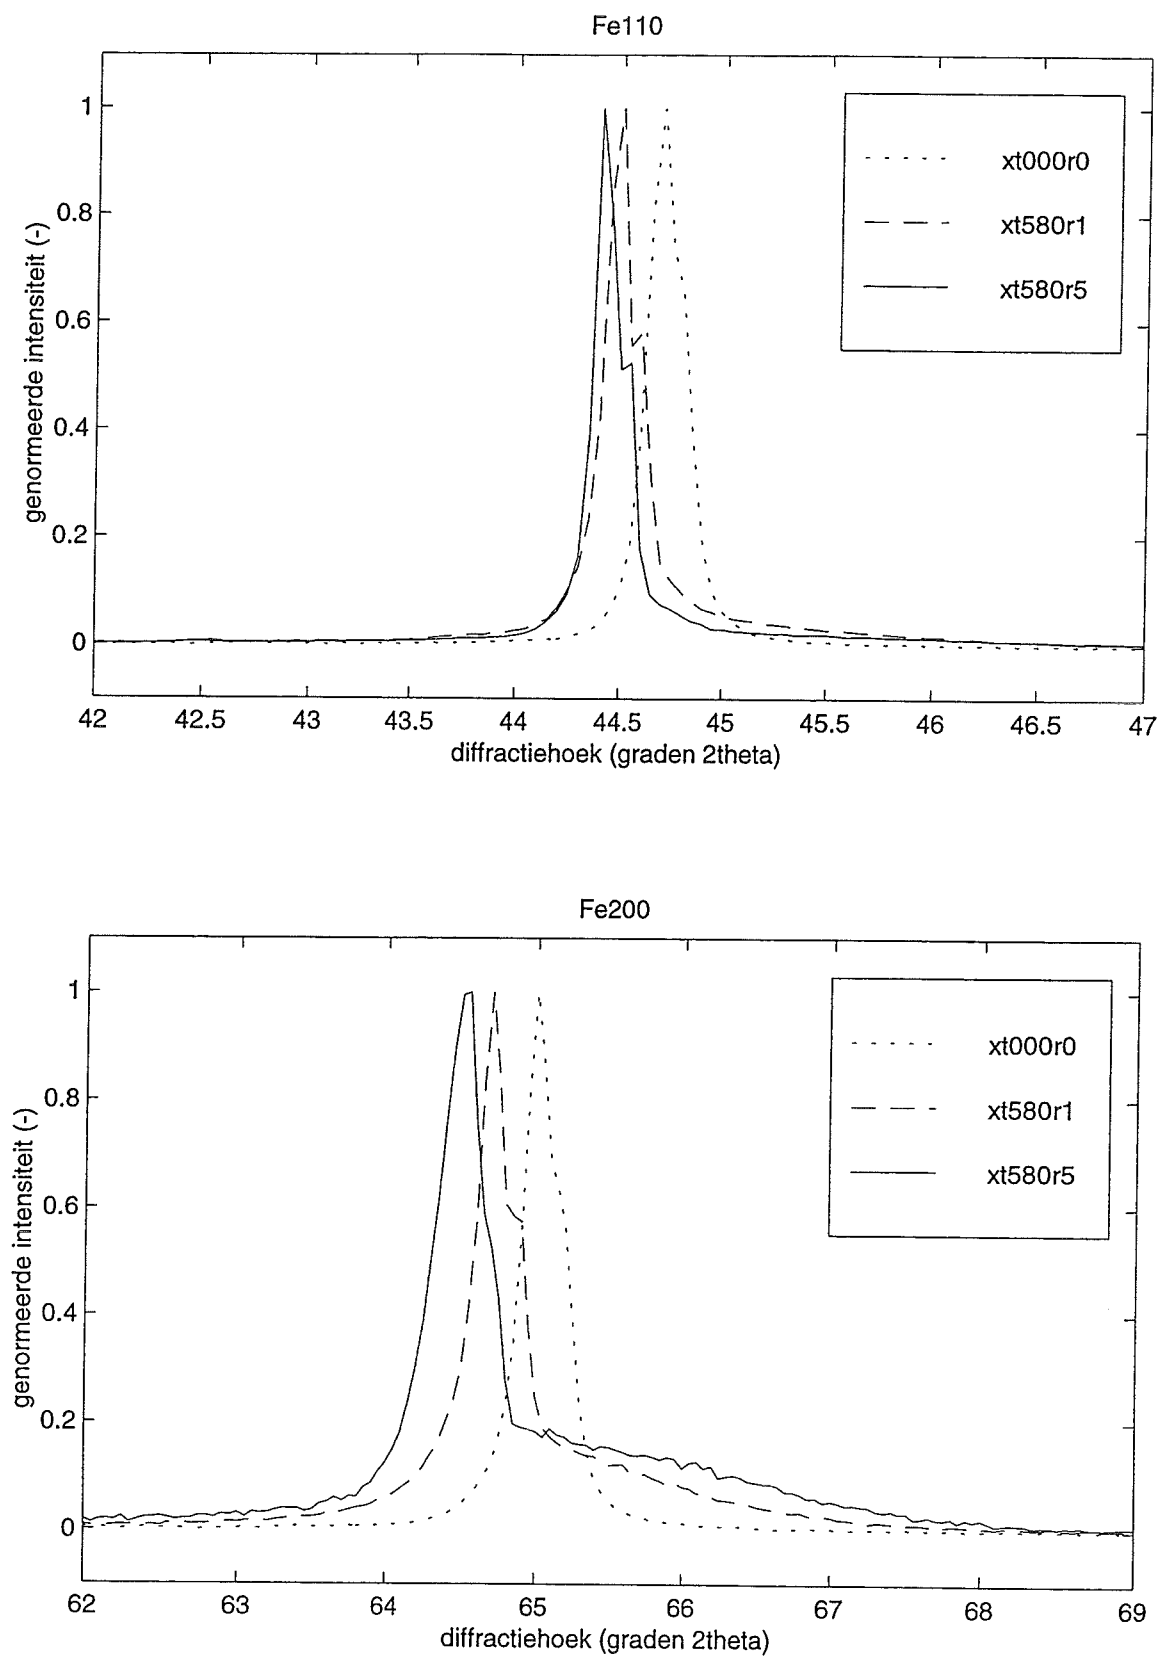 Fe110
1
0.8
0.6
0.4
0.2
0
genormeerde intensiteit (-)
xt000r0
xt580r1
xt580r5
42 42.5 43 43.5 44 44.5 45 45.5 46 46.5 47
diffractiehoek (graden 2theta)
Fe200
1
0.8
0.6
0.4
0.2
0
genormeerde intensiteit (-)
xt000r0
xt580r1
xt580r5
62 63 64 65 66 67 68 69
diffractiehoek (graden 2theta)